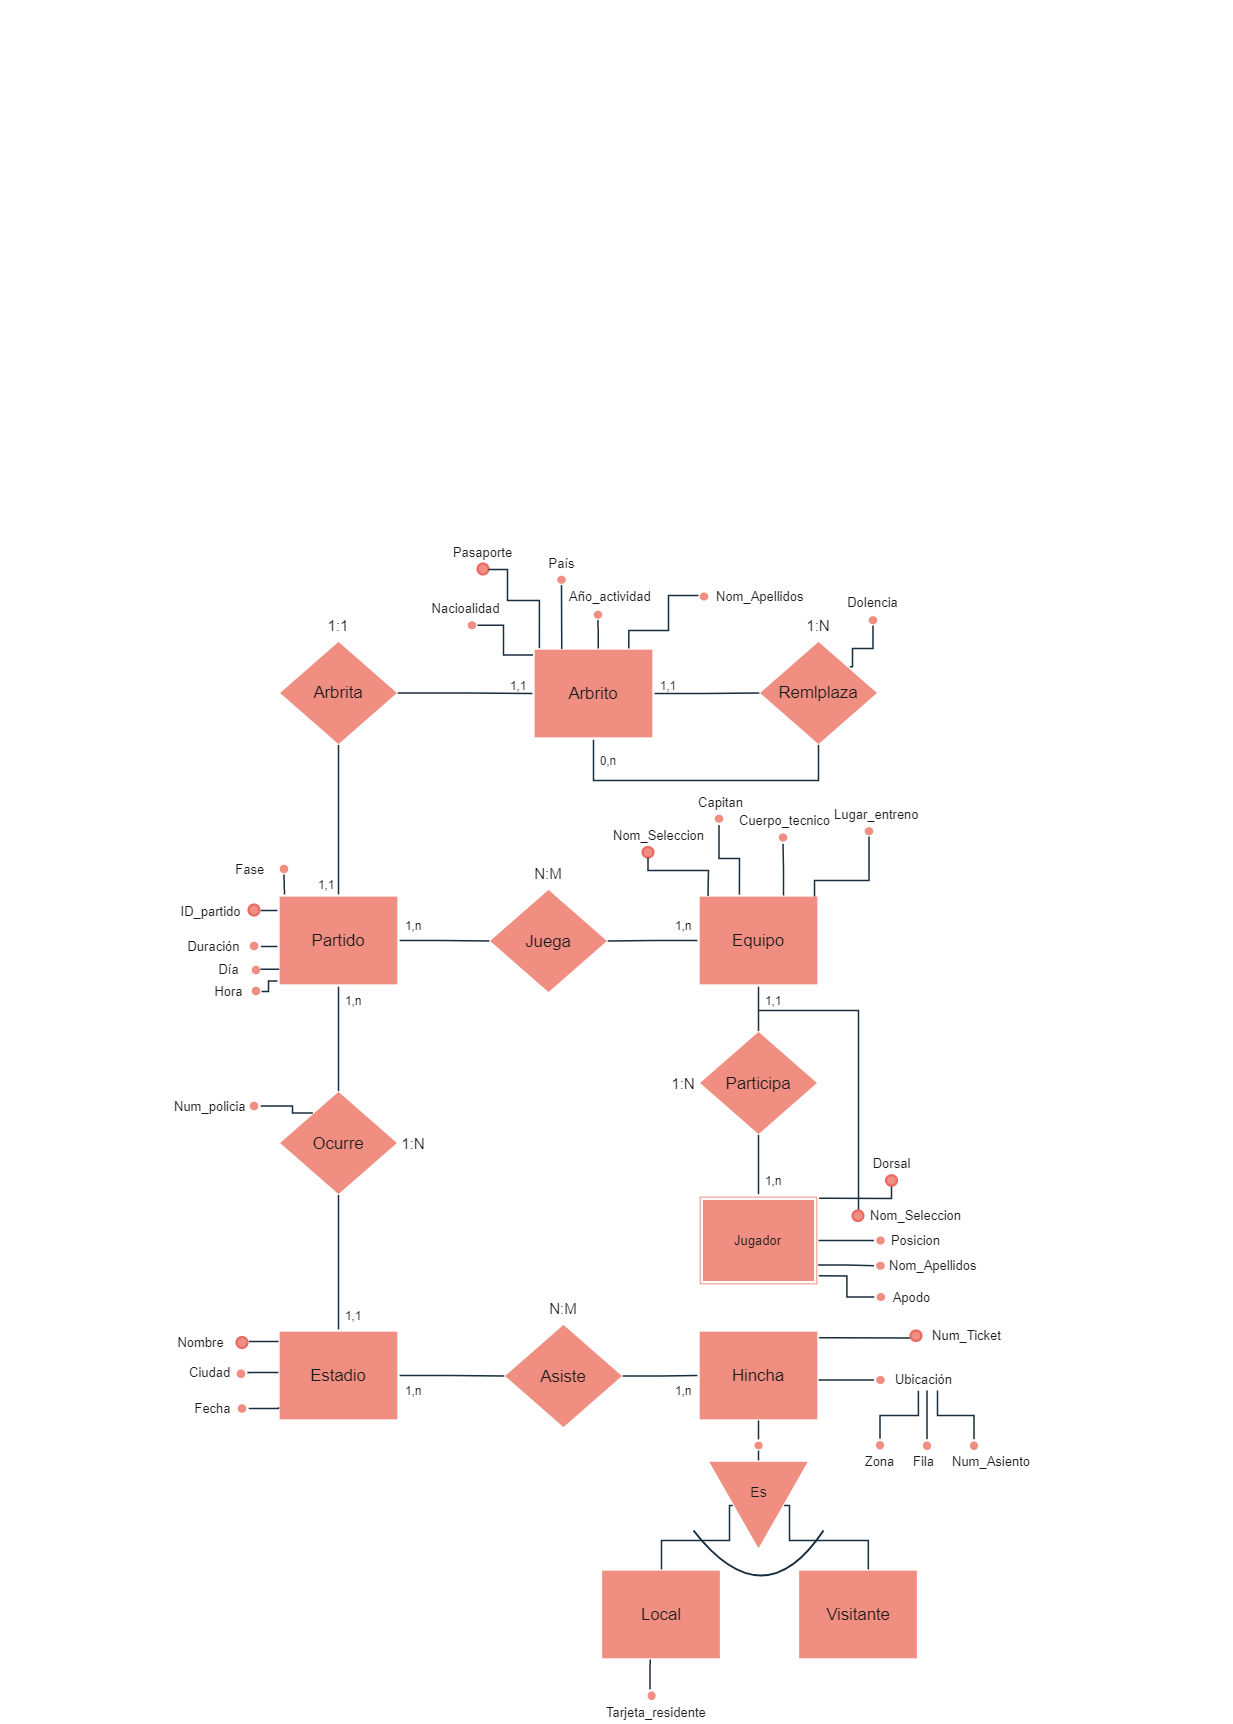 Pasaporte
País
Año_actividad
Nom_Apellidos
Nacioalidad
Dolencia
1:1
1:N
Arbrita
1,1
Arbrito
1,1
Remlplaza
0,n
Capitan
Cuerpo_tecnico
Lugar_entreno
Nom_Seleccion
Fase
1,1
N:M
ID_partido
Partido
1,n
Juega
1,n
Equipo
Duración
Día
Hora
1,n
1,1
1:N
Participa
Num_policia
Ocurre
1:N
Dorsal
1,n
Nom_Seleccion
Jugador
Posicion
Nom_Apellidos
Apodo
1,1
N:M
Nombre
Num_Ticket
Ciudad
Estadio
1,n
Asiste
1,n
Hincha
Ubicación
Fecha
Zona
Fila
Num_Asiento
Es
Local
Visitante
Tarjeta_residente